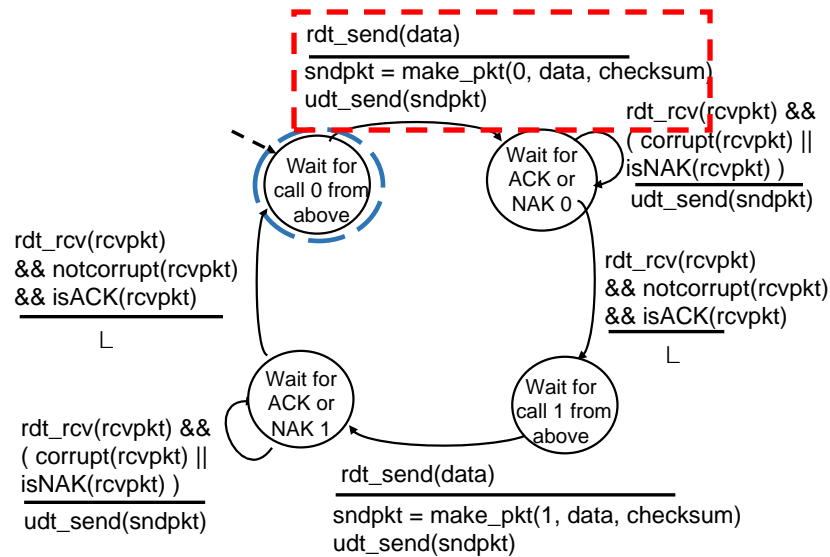 rdt_send(data)
sndpkt = make_pkt(0, data, checksum)
udt_send(sndpkt)
rdt_rcv(rcvpkt) &&
( corrupt(rcvpkt) ||
isNAK(rcvpkt) )
udt_send(sndpkt)
Wait for
call 0 from
above
Wait for
ACK or
NAK 0
rdt_rcv(rcvpkt)
&& notcorrupt(rcvpkt)
&& isACK(rcvpkt)
L
rdt_rcv(rcvpkt)
&& notcorrupt(rcvpkt)
&& isACK(rcvpkt)
L
Wait for
ACK or
NAK 1
Wait for
call 1 from
above
rdt_rcv(rcvpkt) &&
( corrupt(rcvpkt) ||
isNAK(rcvpkt) )
udt_send(sndpkt)
rdt_send(data)
sndpkt = make_pkt(1, data, checksum)
udt_send(sndpkt)